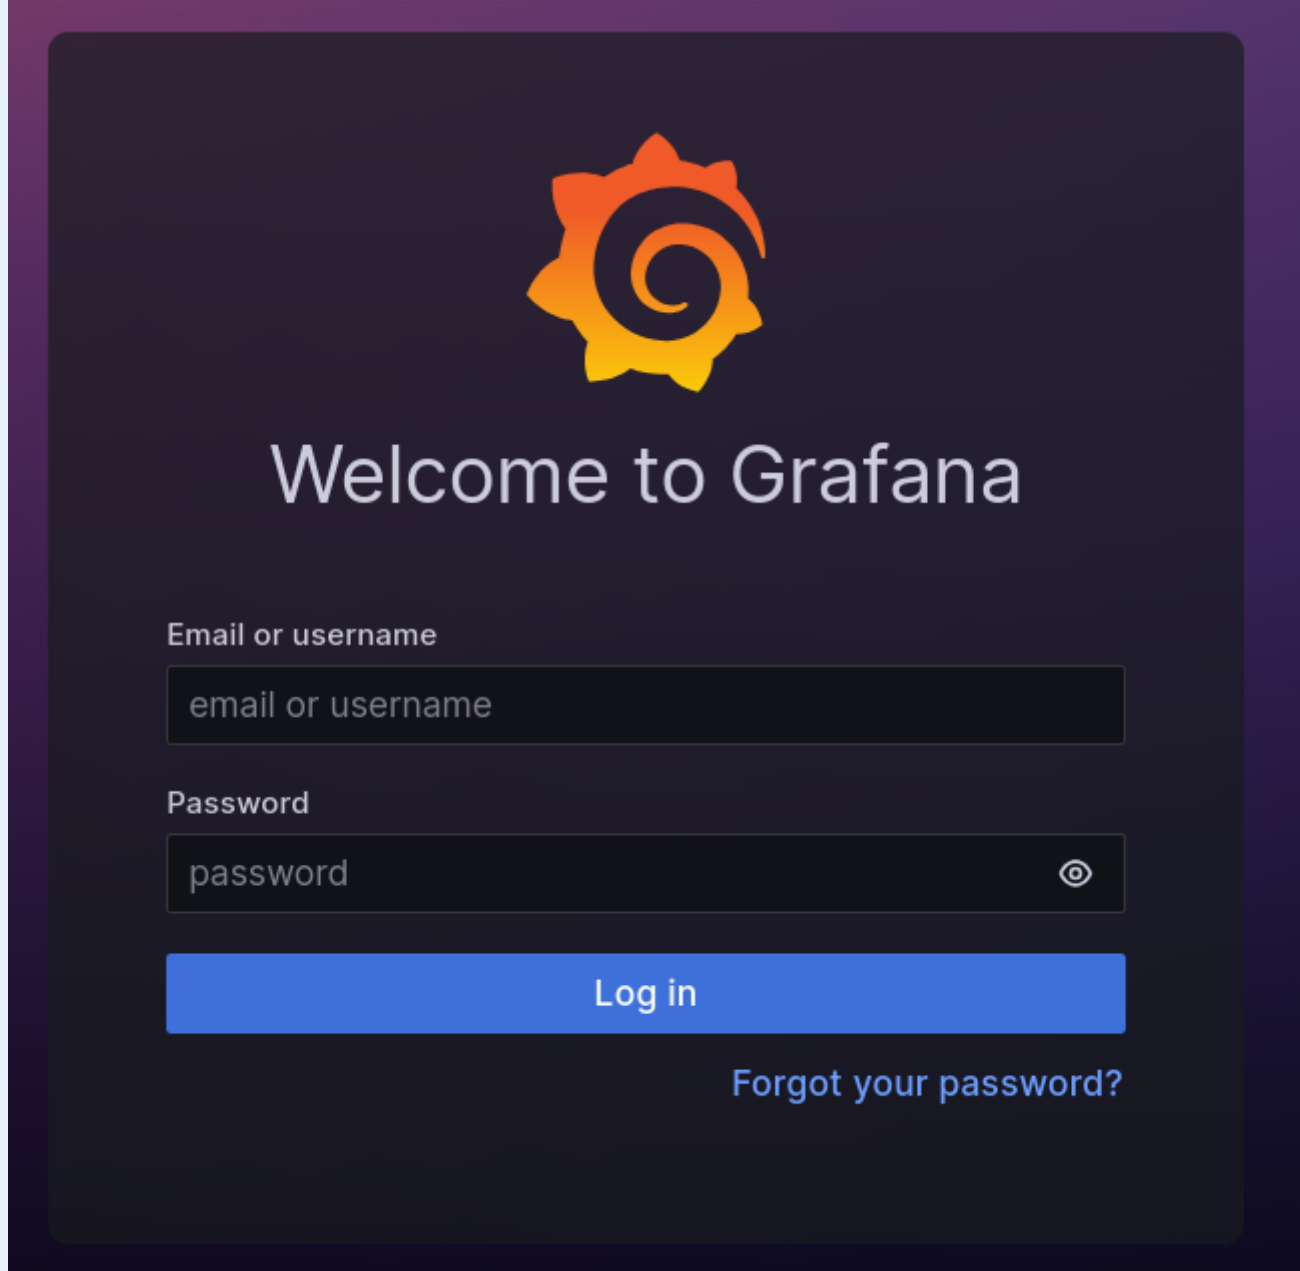 Welcome to Grafana
Email or username
email or username
Password
password
Log in
Forgot your password?